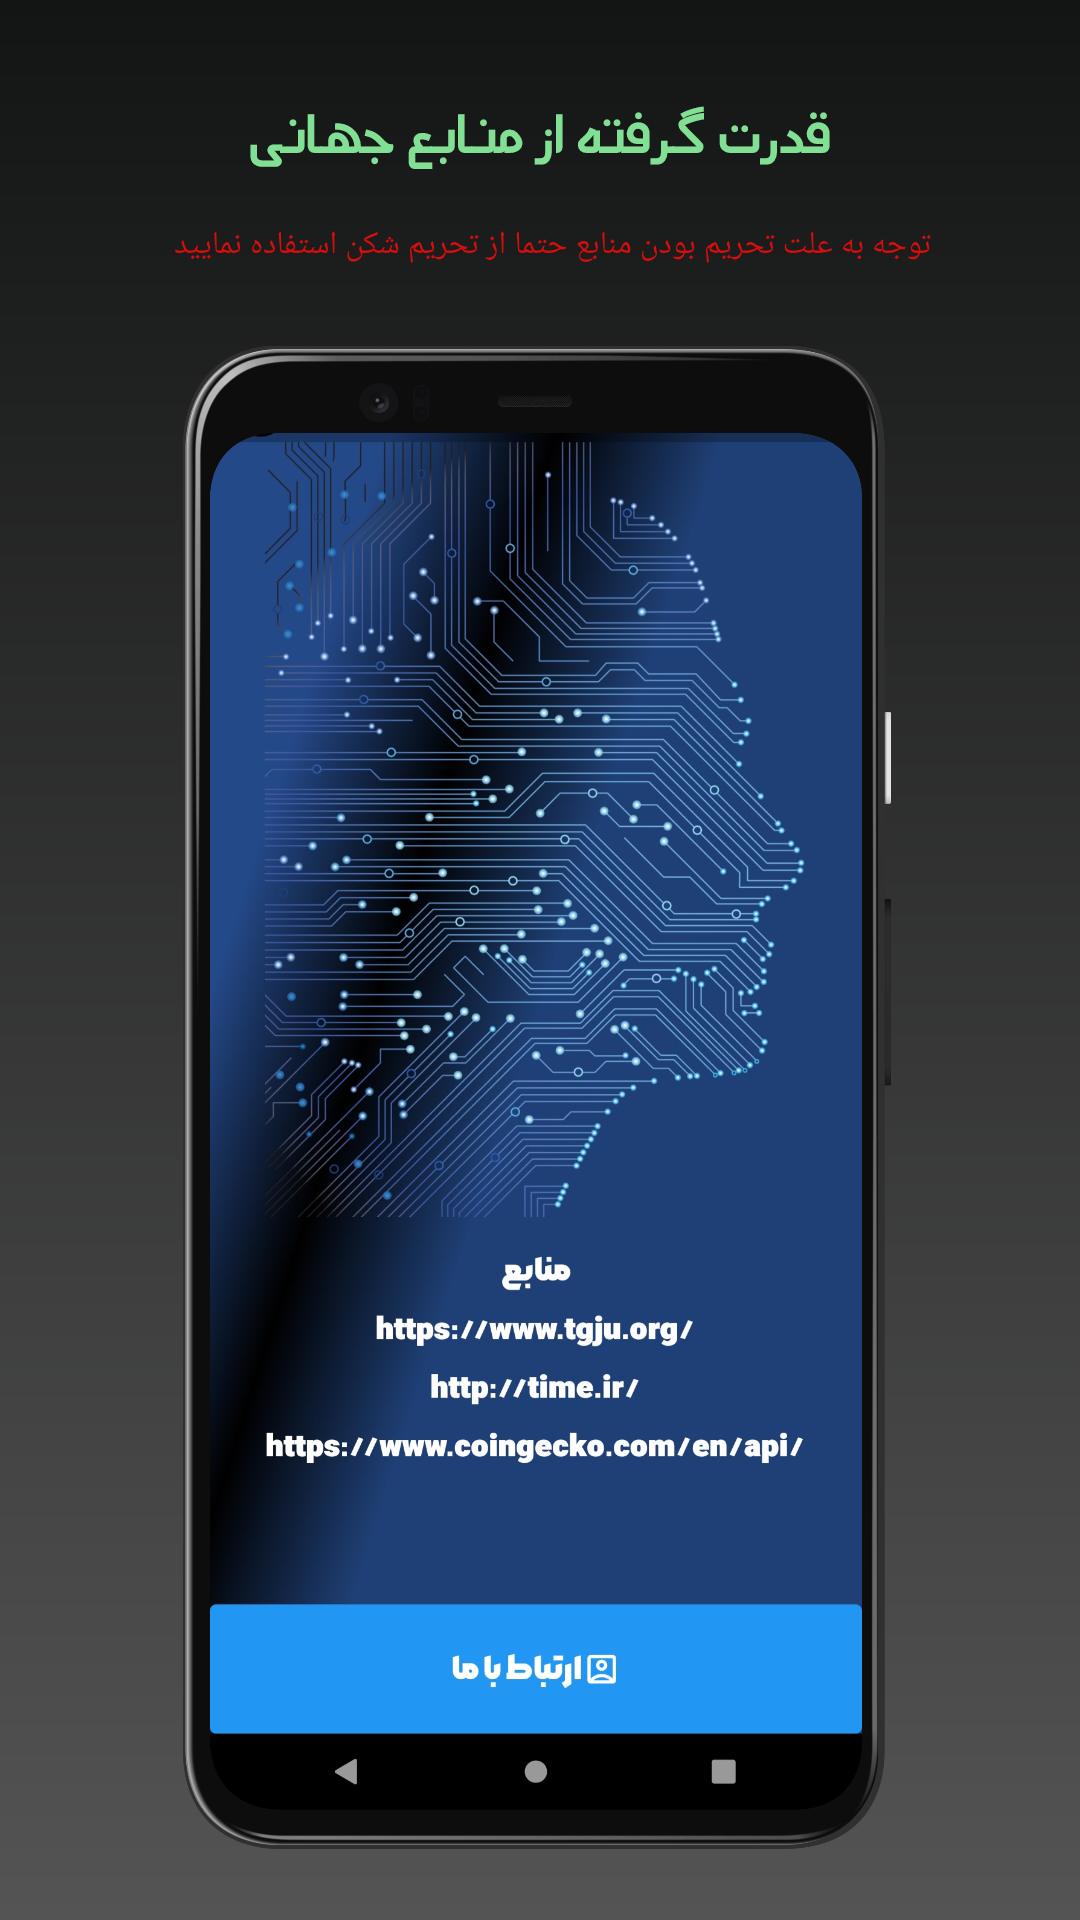 قدرت گرفته از منابع جهانی
توجه به علت تحریم بودن منابع حتما از تحریم شکن استفاده نمایید
منابع
https://www.tgju.org/
http://time.ir/
https://www.coingecko.com/en/api/
ارتباط با ما